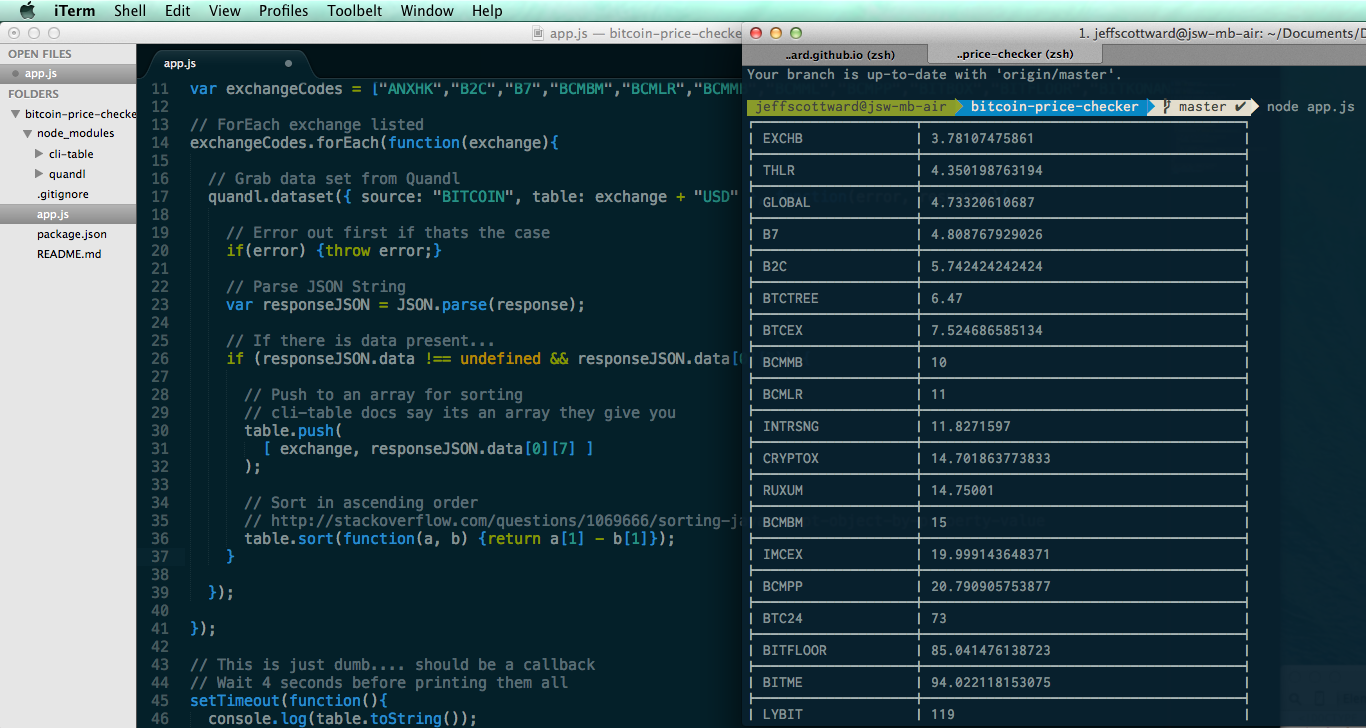 iTerm Shell Edit View Profiles Toolbelt Window Help
app.js — bitcoin-price-checke
OPEN FILES
app.js
FOLDERS
bitcoin-price-checke
node_modules
cli-table
quandl
.gitignore
app.js
package.json
README.md
app.js
11 var exchangeCodes = ["ANXHK","B2C","B7","BCMBM","BCMLR","BCMM
12
13 // ForEach exchange listed
14 exchangeCodes.forEach(function(exchange){
15
16 // Grab data set from Quandl
17 quandl.dataset({ source: "BITCOIN", table: exchange + "USD"
18
19 // Error out first if thats the case
20 if(error) {throw error;}
21
22 // Parse JSON String
23 var responseJSON = JSON.parse(response);
24
25 // If there is data present...
26 if (responseJSON.data !== undefined && responseJSON.data[
27
28 // Push to an array for sorting
29 // cli-table docs say its an array they give you
30 table.push(
31 [ exchange, responseJSON.data[0][7] ]
32 );
33
34 // Sort in ascending order
35 // http://stackoverflow.com/questions/1069666/sorting-ja
36 table.sort(function(a, b) {return a[1] - b[1]});
37 }
38
39 });
40
41 });
42
43 // This is just dumb.... should be a callback
44 // Wait 4 seconds before printing them all
45 setTimeout(function(){
46 console.log(table.toString());
1. jeffscottward@jsw-mb-air: ~/Documents/D
..ard.github.io (zsh) ..price-checker (zsh)
Your branch is up-to-date with 'origin/master'.
jeffscottward@jsw-mb-air bitcoin-price-checker master ✔ node app.js
EXCHB 3.78107475861
THLR 4.350198763194
GLOBAL 4.73320610687
B7 4.808767929026
B2C 5.742424242424
BTCTREE 6.47
BTCEX 7.524686585134
BCMMB 10
BCMLR 11
INTRSNG 11.8271597
CRYPTOX 14.701863773833
RUXUM 14.75001
BCMBM 15
IMCEX 19.999143648371
BCMPP 20.790905753877
BTC24 73
BITFLOOR 85.041476138723
BITME 94.022118153075
LYBIT 119